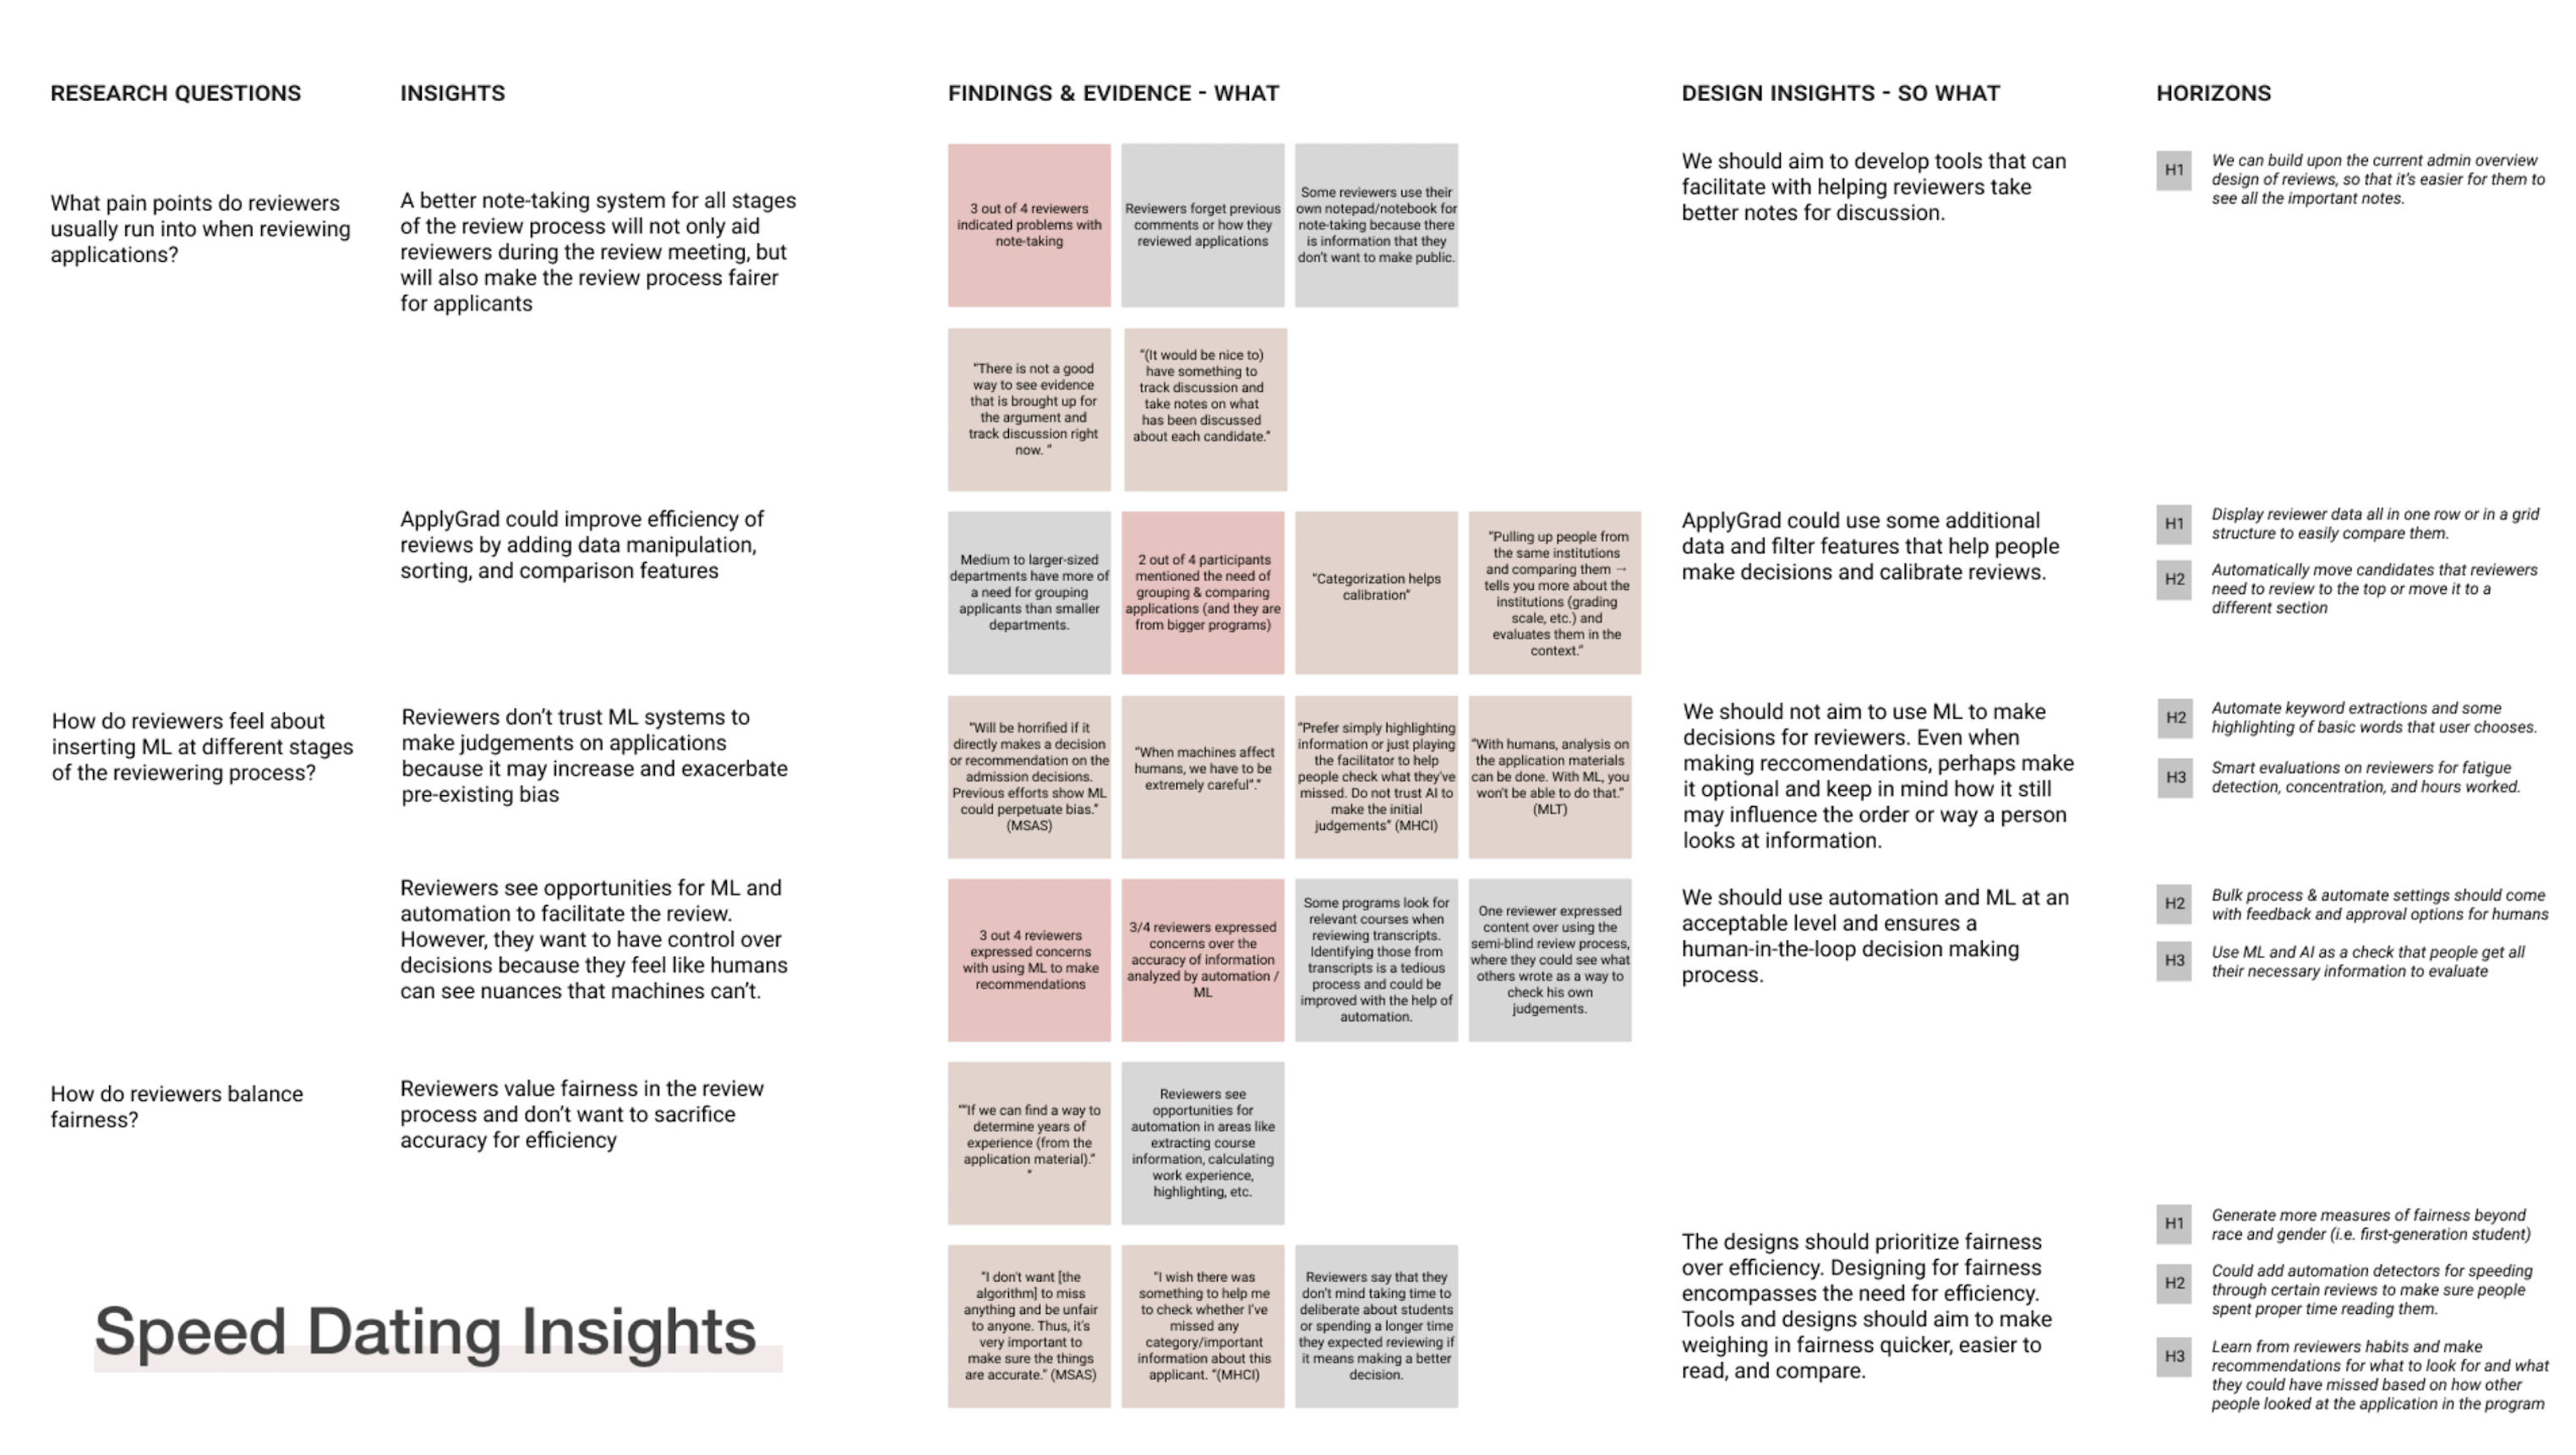 RESEARCH QUESTIONS
INSIGHTS
FINDINGS & EVIDENCE - WHAT
DESIGN INSIGHTS - SO WHAT
HORIZONS
What pain points do reviewers
usually run into when reviewing
applications?
A better note-taking system for all stages
of the review process will not only aid
reviewers during the review meeting, but
will also make the review process fairer
for applicants
3 out of 4 reviewers
indicated problems with
note-taking
Reviewers forget previous
comments or how they
reviewed applications
Some reviewers use their
own notepad/notebook for
note-taking because there
is information that they
don't want to make public.
"There is not a good
way to see evidence
that is brought up for
the argument and
track discussion right
now. "
"(It would be nice to)
have something to
track discussion and
take notes on what
has been discussed
about each candidate."
We should aim to develop tools that can
facilitate with helping reviewers take
better notes for discussion.
H1
We can build upon the current admin overview
design of reviews, so that it's easier for them to
see all the important notes.
ApplyGrad could improve efficiency of
reviews by adding data manipulation,
sorting, and comparison features
Medium to larger-sized
departments have more of
a need for grouping
applicants than smaller
departments.
2 out of 4 participants
mentioned the need of
grouping & comparing
applications (and they are
from bigger programs)
"Categorization helps
calibration"
"Pulling up people from
the same institutions
and comparing them →
tells you more about the
institutions (grading
scale, etc.) and
evaluates them in the
context."
ApplyGrad could use some additional
data and filter features that help people
make decisions and calibrate reviews.
H1
Display reviewer data all in one row or in a grid
structure to easily compare them.
H2
Automatically move candidates that reviewers
need to review to the top or move it to a
different section
How do reviewers feel about
inserting ML at different stages
of the reviewering process?
Reviewers don't trust ML systems to
make judgements on applications
because it may increase and exacerbate
pre-existing bias
"Will be horrified if it
directly makes a decision
or recommendation on the
admission decisions.
Previous efforts show ML
could perpetuate bias."
(MSAS)
"When machines affect
humans, we have to be
extremely careful"."
"Prefer simply highlighting
information or just playing
the facilitator to help
people check what they've
missed. Do not trust AI to
make the initial
judgements" (MHCI)
"With humans, analysis on
the application materials
can be done. With ML, you
won't be able to do that."
(MLT)
We should not aim to use ML to make
decisions for reviewers. Even when
making reccomendations, perhaps make
it optional and keep in mind how it still
may influence the order or way a person
looks at information.
H2
Automate keyword extractions and some
highlighting of basic words that user chooses.
H3
Smart evaluations on reviewers for fatigue
detection, concentration, and hours worked.
Reviewers see opportunities for ML and
automation to facilitate the review.
However, they want to have control over
decisions because they feel like humans
can see nuances that machines can't.
3 out 4 reviewers
expressed concerns
with using ML to make
recommendations
3/4 reviewers expressed
concerns over the
accuracy of information
analyzed by automation /
ML
Some programs look for
relevant courses when
reviewing transcripts.
Identifying those from
transcripts is a tedious
process and could be
improved with the help of
automation.
One reviewer expressed
content over using the
semi-blind review process,
where they could see what
others wrote as a way to
check his own
judgements.
We should use automation and ML at an
acceptable level and ensures a
human-in-the-loop decision making
process.
H2
Bulk process & automate settings should come
with feedback and approval options for humans
H3
Use ML and AI as a check that people get all
their necessary information to evaluate
How do reviewers balance
fairness?
Reviewers value fairness in the review
process and don't want to sacrifice
accuracy for efficiency
""If we can find a way to
determine years of
experience (from the
application material)."
"
Reviewers see
opportunities for
automation in areas like
extracting course
information, calculating
work experience,
highlighting, etc.
"I don't want [the
algorithm] to miss
anything and be unfair
to anyone. Thus, it's
very important to
make sure the things
are accurate." (MSAS)
"I wish there was
something to help me
to check whether I've
missed any
category/important
information about this
applicant. "(MHCI)
Reviewers say that they
don't mind taking time to
deliberate about students
or spending a longer time
they expected reviewing if
it means making a better
decision.
The designs should prioritize fairness
over efficiency. Designing for fairness
encompasses the need for efficiency.
Tools and designs should aim to make
weighing in fairness quicker, easier to
read, and compare.
H1
Generate more measures of fairness beyond
race and gender (i.e. first-generation student)
H2
Could add automation detectors for speeding
through certain reviews to make sure people
spent proper time reading them.
H3
Learn from reviewers habits and make
recommendations for what to look for and what
they could have missed based on how other
people looked at the application in the program
Speed Dating Insights